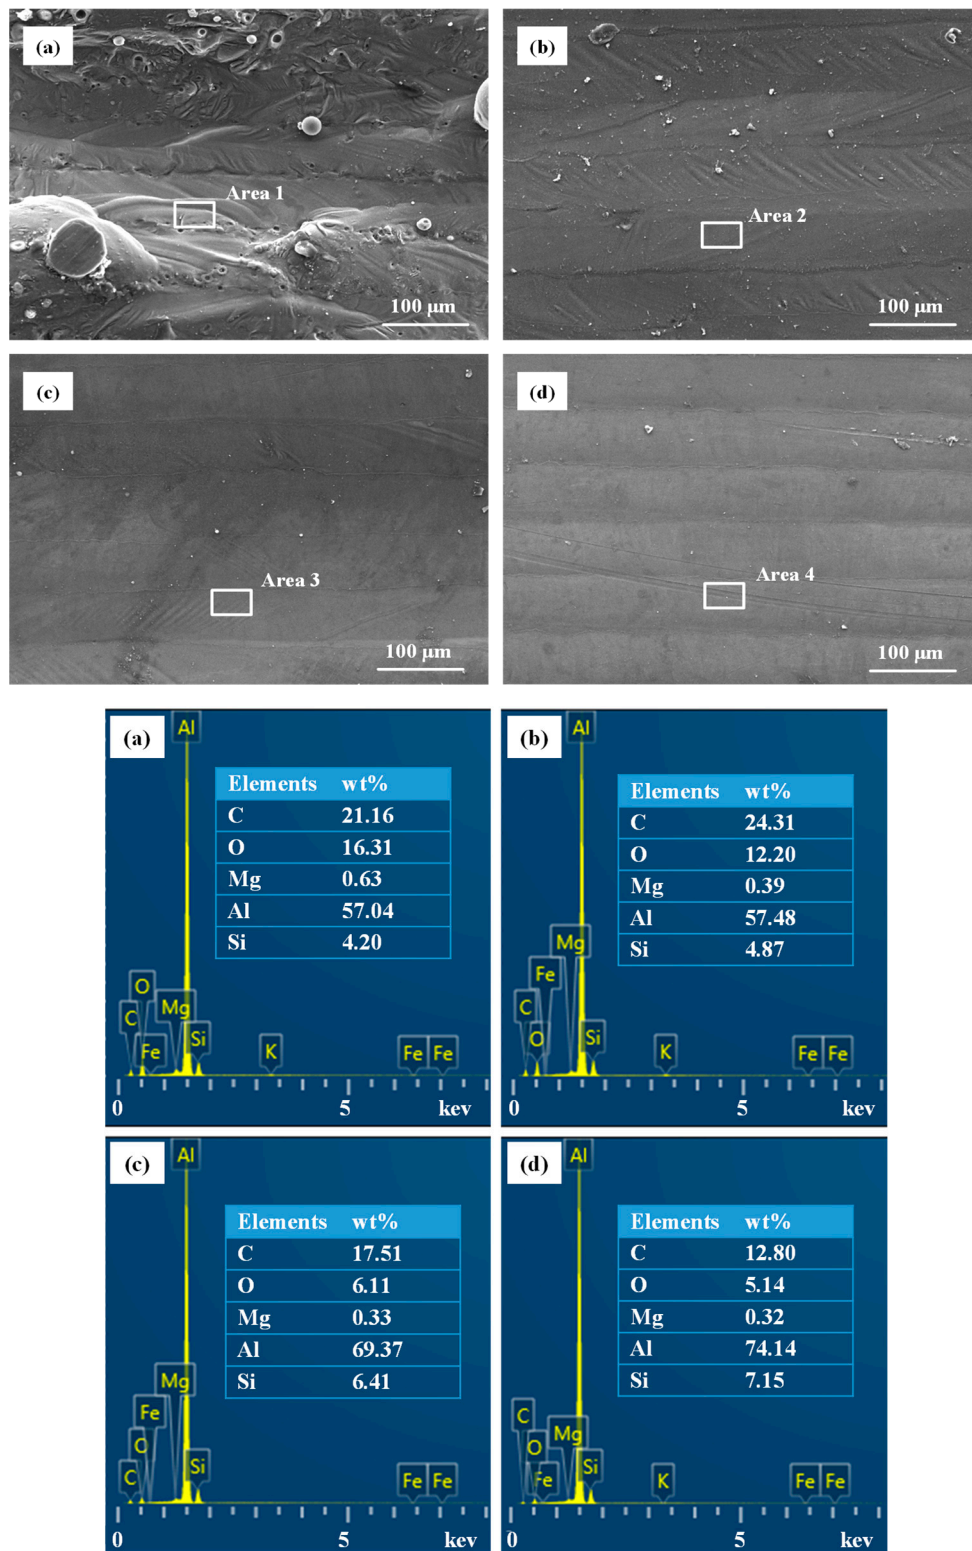 (a)
Area 1
100 μm
(b)
Area 2
100 μm
(c)
Area 3
100 μm
(d)
Area 4
100 μm
(a)
Al
Elements wt%
C 21.16
O 16.31
Mg 0.63
Al 57.04
Si 4.20
O
C
Mg
Fe
Si
K
Fe
Fe
0 5 kev
(b)
Al
Elements wt%
C 24.31
O 12.20
Mg 0.39
Al 57.48
Si 4.87
Mg
Fe
C
O
Si
K
Fe
Fe
0 5 kev
(c)
Al
Elements wt%
C 17.51
O 6.11
Mg 0.33
Al 69.37
Si 6.41
Mg
Fe
O
C
Si
Fe
Fe
0 5 kev
(d)
Al
Elements wt%
C 12.80
O 5.14
Mg 0.32
Al 74.14
Si 7.15
C
O
Mg
Fe
Si
K
Fe
Fe
0 5 kev